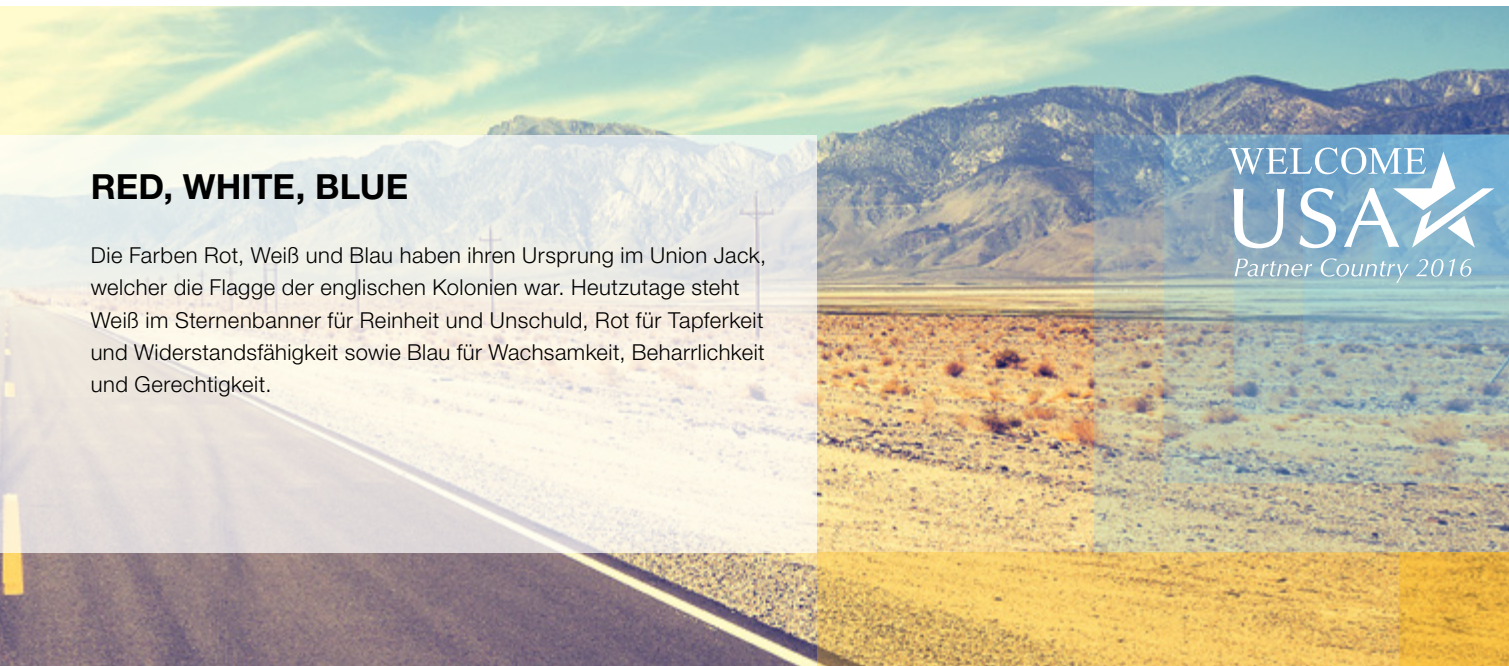 RED, WHITE, BLUE
Die Farben Rot, Weiß und Blau haben ihren Ursprung im Union Jack,
welcher die Flagge der englischen Kolonien war. Heutzutage steht
Weiß im Sternenbanner für Reinheit und Unschuld, Rot für Tapferkeit
und Widerstandsfähigkeit sowie Blau für Wachsamkeit, Beharrlichkeit
und Gerechtigkeit.
WELCOME
USA
Partner Country 2016